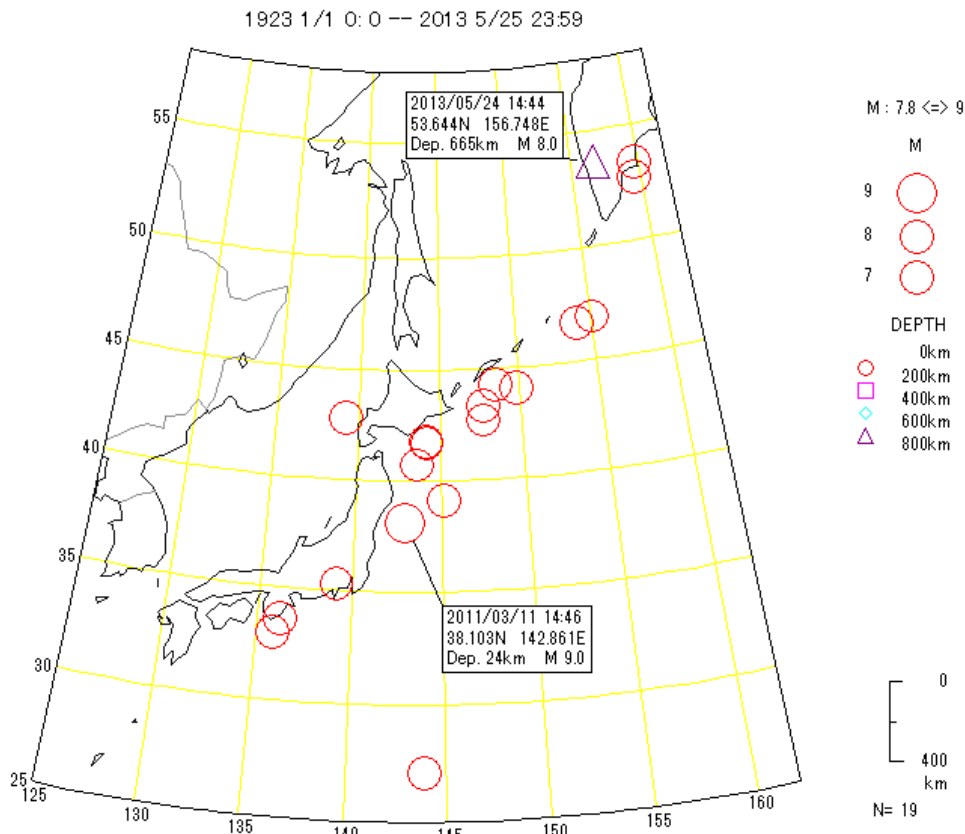 1923 1/1 0:0 -- 2013 5/25 23:59
2013/05/24 14:44
53.644N 156.748E
Dep. 665km M 8.0
M : 7.8 <=> 9
M
9
8
7
DEPTH
0km
200km
400km
600km
800km
55
50
45
40
35
30
25
2011/03/11 14:46
38.103N 142.861E
Dep. 24km M 9.0
125
130
135
140
145
150
155
160
0
400
km
N= 19